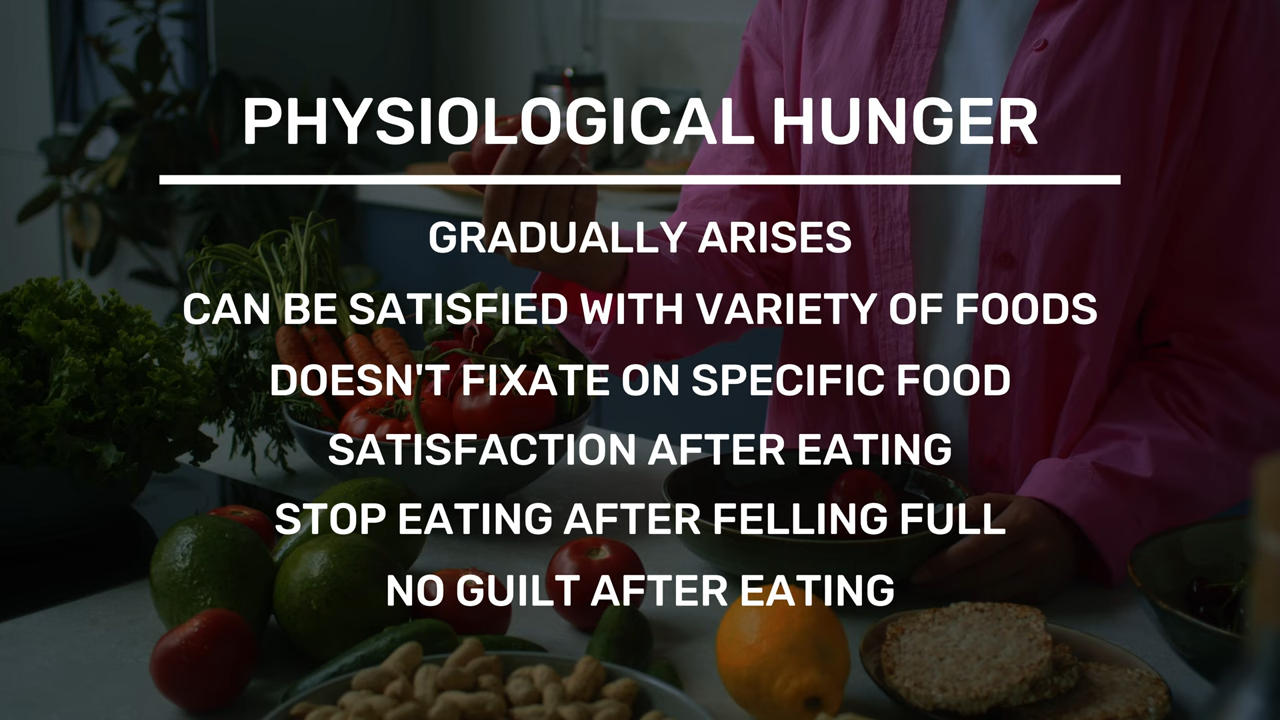 PHYSIOLOGICAL HUNGER
GRADUALLY ARISES
CAN BE SATISFIED WITH VARIETY OF FOODS
DOESN'T FIXATE ON SPECIFIC FOOD
SATISFACTION AFTER EATING
STOP EATING AFTER FELLING FULL
NO GUILT AFTER EATING